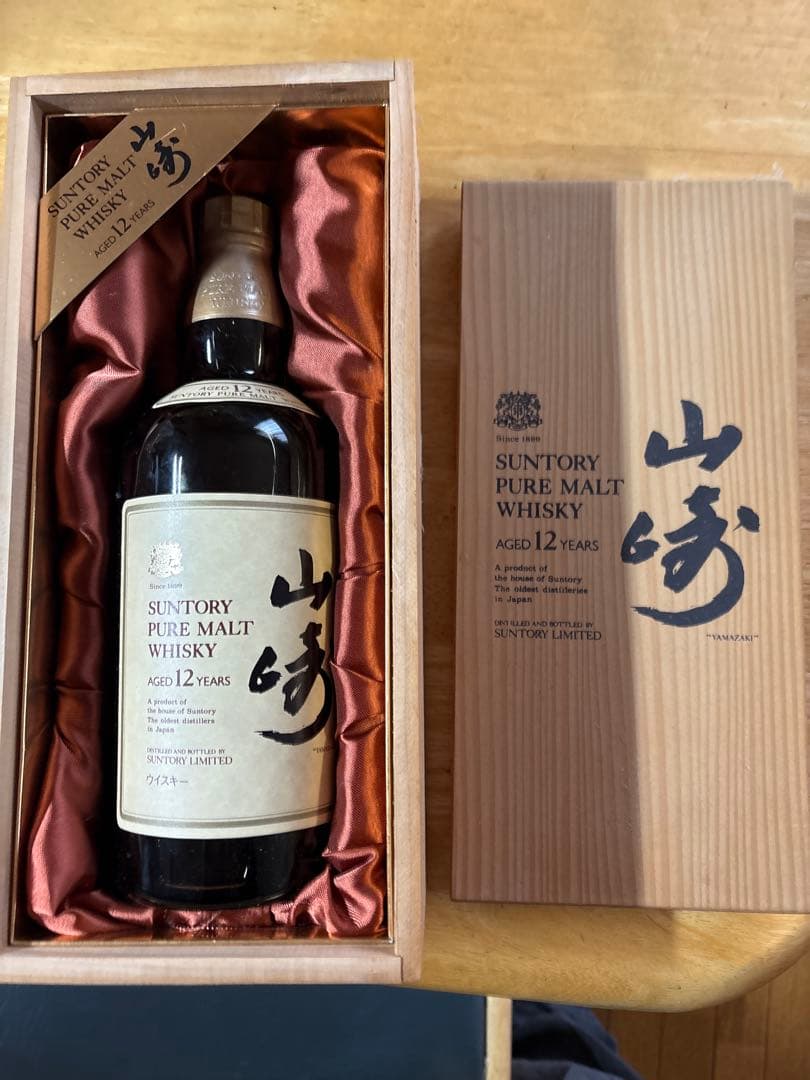 SUNTORY
PURE MALT
WHISKY
AGED 12 YEARS
山崎
PURE MALT
WHISKY
AGED 12 YEARS
SUNTORY PURE MALT
Since 1899
SUNTORY
PURE MALT
WHISKY
AGED 12 YEARS
A product of
the house of Suntory
The oldest distillers
in Japan
DISTILLED AND BOTTLED BY
SUNTORY LIMITED
ウイスキー
山崎
Since 1899
SUNTORY
PURE MALT
WHISKY
AGED 12 YEARS
A product of
the house of Suntory
The oldest distilleries
in Japan
DISTILLED AND BOTTLED BY
SUNTORY LIMITED
山崎
"YAMAZAKI"